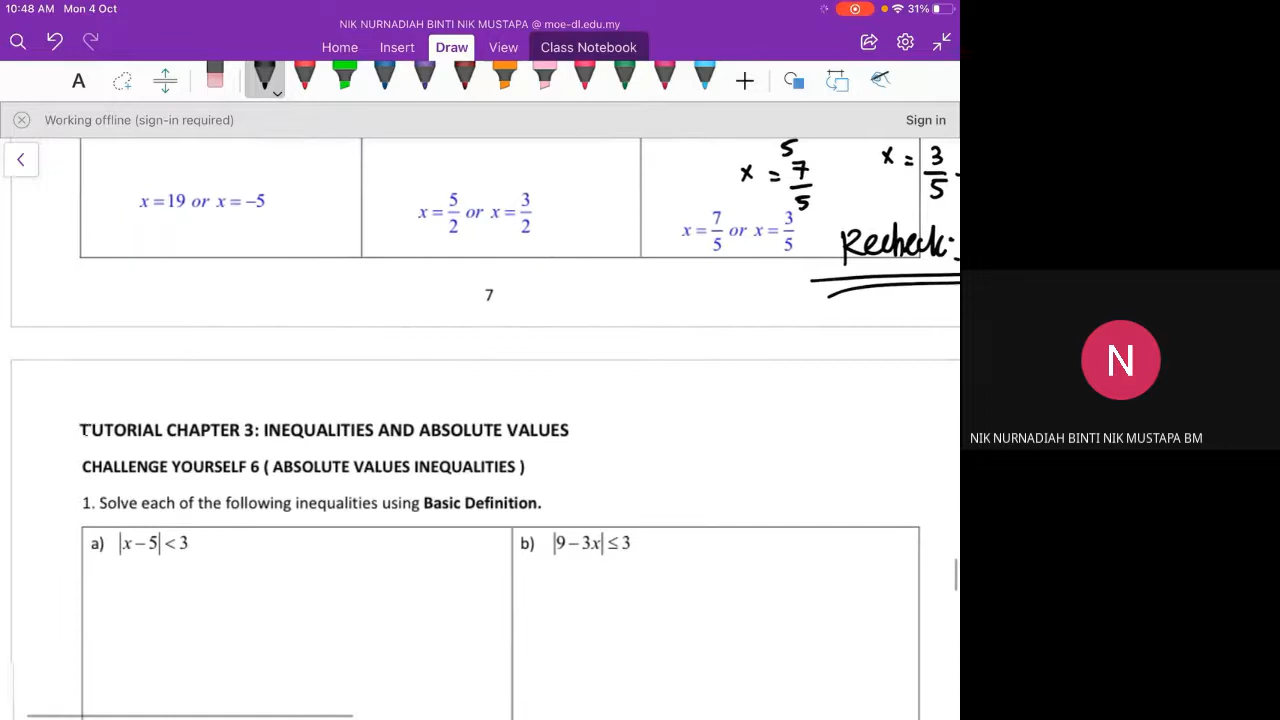 10:48 AM Mon 4 Oct
31%
NIK NURNADIAH BINTI NIK MUSTAPA @ moe-dl.edu.my
Home Insert Draw View Class Notebook
A
Working offline (sign-in required) Sign in
x = 19 or x = −5
x = 5/2 or x = 3/2
5
x = 7/5
x = 3/5
x = 7/5 or x = 3/5
Recheck:
7
TUTORIAL CHAPTER 3: INEQUALITIES AND ABSOLUTE VALUES
CHALLENGE YOURSELF 6 ( ABSOLUTE VALUES INEQUALITIES )
1. Solve each of the following inequalities using Basic Definition.
a) |x − 5| < 3
b) |9 − 3x| ≤ 3
N
NIK NURNADIAH BINTI NIK MUSTAPA BM